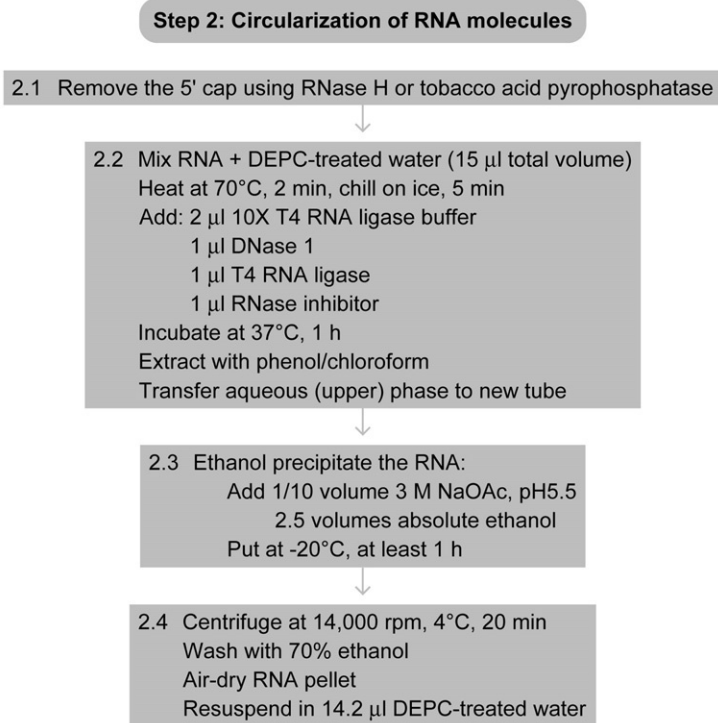 Step 2: Circularization of RNA molecules
2.1 Remove the 5' cap using RNase H or tobacco acid pyrophosphatase
2.2 Mix RNA + DEPC-treated water (15 µl total volume)
Heat at 70°C, 2 min, chill on ice, 5 min
Add: 2 µl 10X T4 RNA ligase buffer
1 µl DNase 1
1 µl T4 RNA ligase
1 µl RNase inhibitor
Incubate at 37°C, 1 h
Extract with phenol/chloroform
Transfer aqueous (upper) phase to new tube
2.3 Ethanol precipitate the RNA:
Add 1/10 volume 3 M NaOAc, pH5.5
2.5 volumes absolute ethanol
Put at -20°C, at least 1 h
2.4 Centrifuge at 14,000 rpm, 4°C, 20 min
Wash with 70% ethanol
Air-dry RNA pellet
Resuspend in 14.2 µl DEPC-treated water